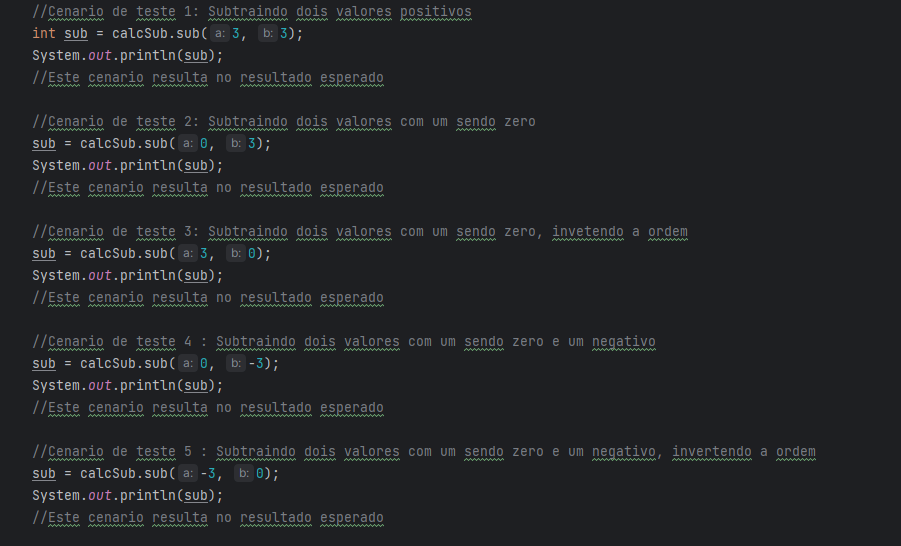 //Cenario de teste 1: Subtraindo dois valores positivos
int sub = calcSub.sub( a: 3, b: 3);
System.out.println(sub);
//Este cenario resulta no resultado esperado
//Cenario de teste 2: Subtraindo dois valores com um sendo zero
sub = calcSub.sub( a: 0, b: 3);
System.out.println(sub);
//Este cenario resulta no resultado esperado
//Cenario de teste 3: Subtraindo dois valores com um sendo zero, invetendo a ordem
sub = calcSub.sub( a: 3, b: 0);
System.out.println(sub);
//Este cenario resulta no resultado esperado
//Cenario de teste 4 : Subtraindo dois valores com um sendo zero e um negativo
sub = calcSub.sub( a: 0, b: -3);
System.out.println(sub);
//Este cenario resulta no resultado esperado
//Cenario de teste 5 : Subtraindo dois valores com um sendo zero e um negativo, invertendo a ordem
sub = calcSub.sub( a: -3, b: 0);
System.out.println(sub);
//Este cenario resulta no resultado esperado